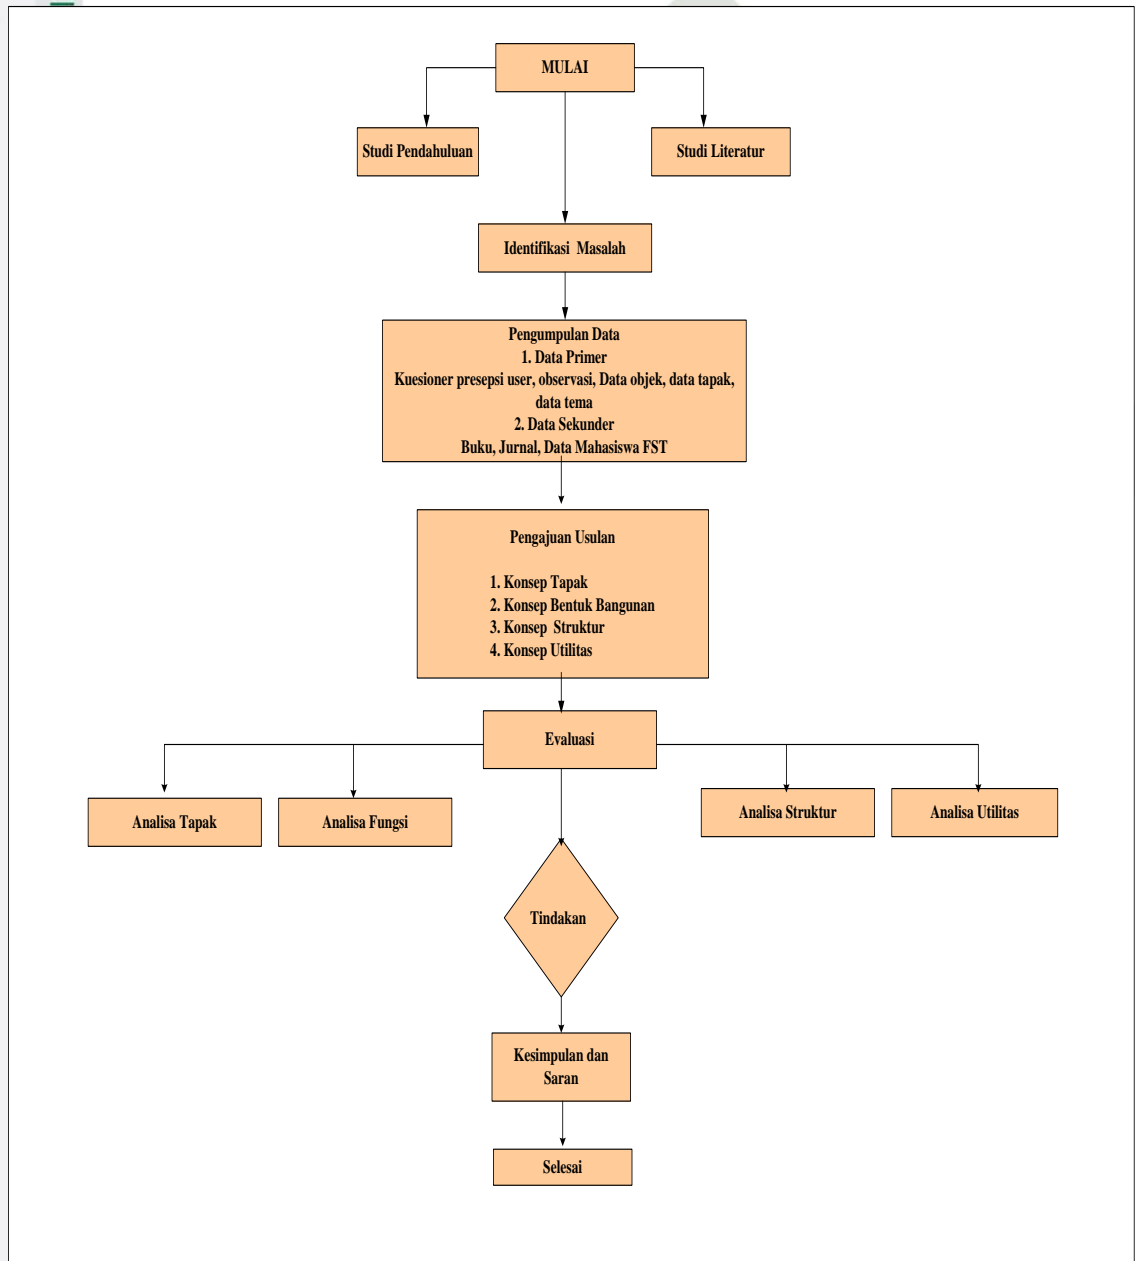 MULAI
Studi Pendahuluan
Studi Literatur
Identifikasi Masalah
Pengumpulan Data
1. Data Primer
Kuesioner presepsi user, observasi, Data objek, data tapak,
data tema
2. Data Sekunder
Buku, Jurnal, Data Mahasiswa FST
Pengajuan Usulan
1. Konsep Tapak
2. Konsep Bentuk Bangunan
3. Konsep Struktur
4. Konsep Utilitas
Evaluasi
Analisa Tapak
Analisa Fungsi
Analisa Struktur
Analisa Utilitas
Tindakan
Kesimpulan dan
Saran
Selesai